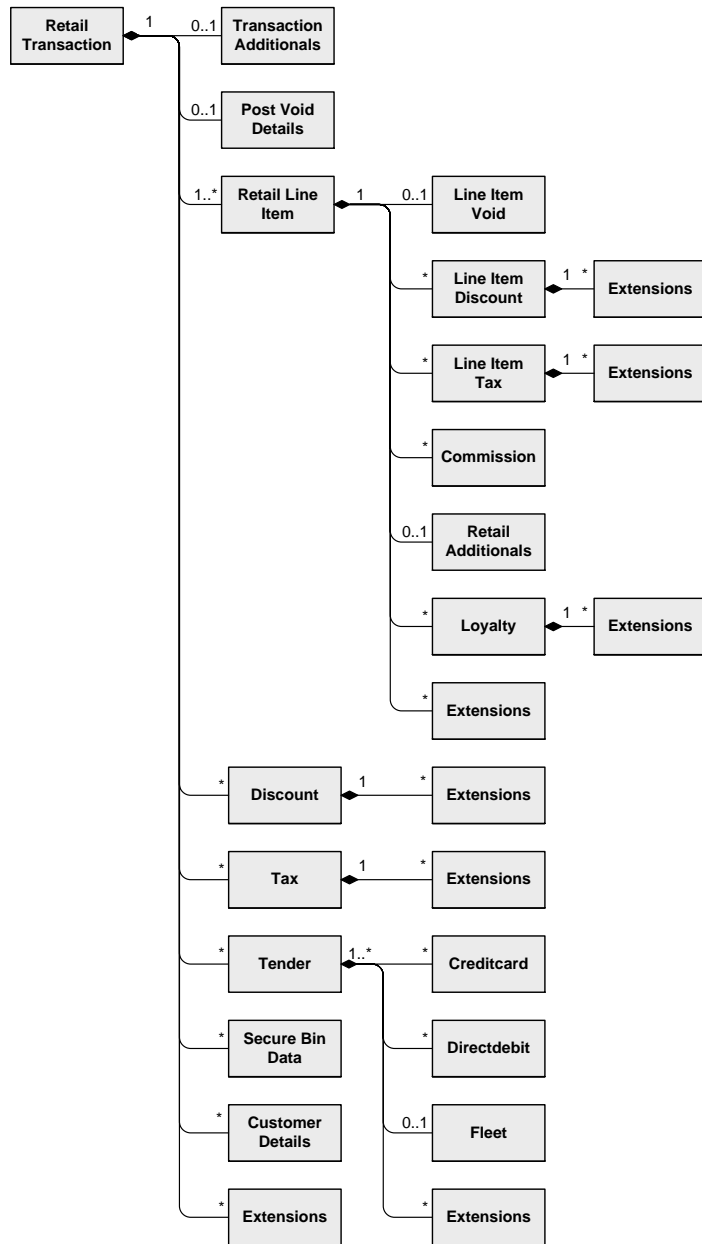 Retail
Transaction
1
0..1
Transaction
Additionals
0..1
Post Void
Details
1..*
Retail Line
Item
1
0..1
Line Item
Void
*
Line Item
Discount
1
*
Extensions
*
Line Item
Tax
1
*
Extensions
*
Commission
0..1
Retail
Additionals
*
Loyalty
1
*
Extensions
*
Extensions
*
Discount
1
*
Extensions
*
Tax
1
*
Extensions
*
Tender
1..*
*
Creditcard
*
Secure Bin
Data
*
Directdebit
*
Customer
Details
0..1
Fleet
*
Extensions
*
Extensions